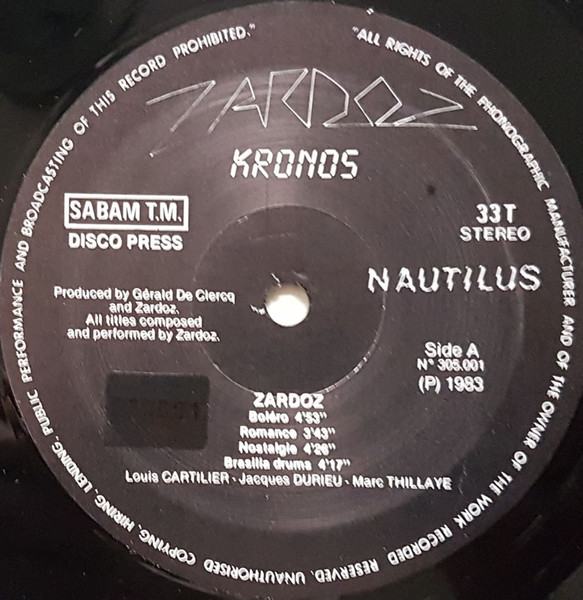 "ALL RIGHTS OF THE PHONOGRAPHIC MANUFACTURER AND OF THE OWNER OF THE WORK RECORDED RESERVED. UNAUTHORISED COPYING, HIRING, LENDING, PUBLIC PERFORMANCE AND BROADCASTING OF THIS RECORD PROHIBITED."
ZARDOZ
KRONOS
SABAM T.M.
DISCO PRESS
33T
STEREO
NAUTILUS
Produced by Gérald De Clercq
and Zardoz.
All titles composed
and performed by Zardoz.
Side A
N° 305.001
(P) 1983
ZARDOZ
Boléro 4'53"
Romance 3'43"
Nostalgie 4'26"
Brasilia drums 4'17"
Louis CARTILIER - Jacques DURIEU - Marc THILLAYE